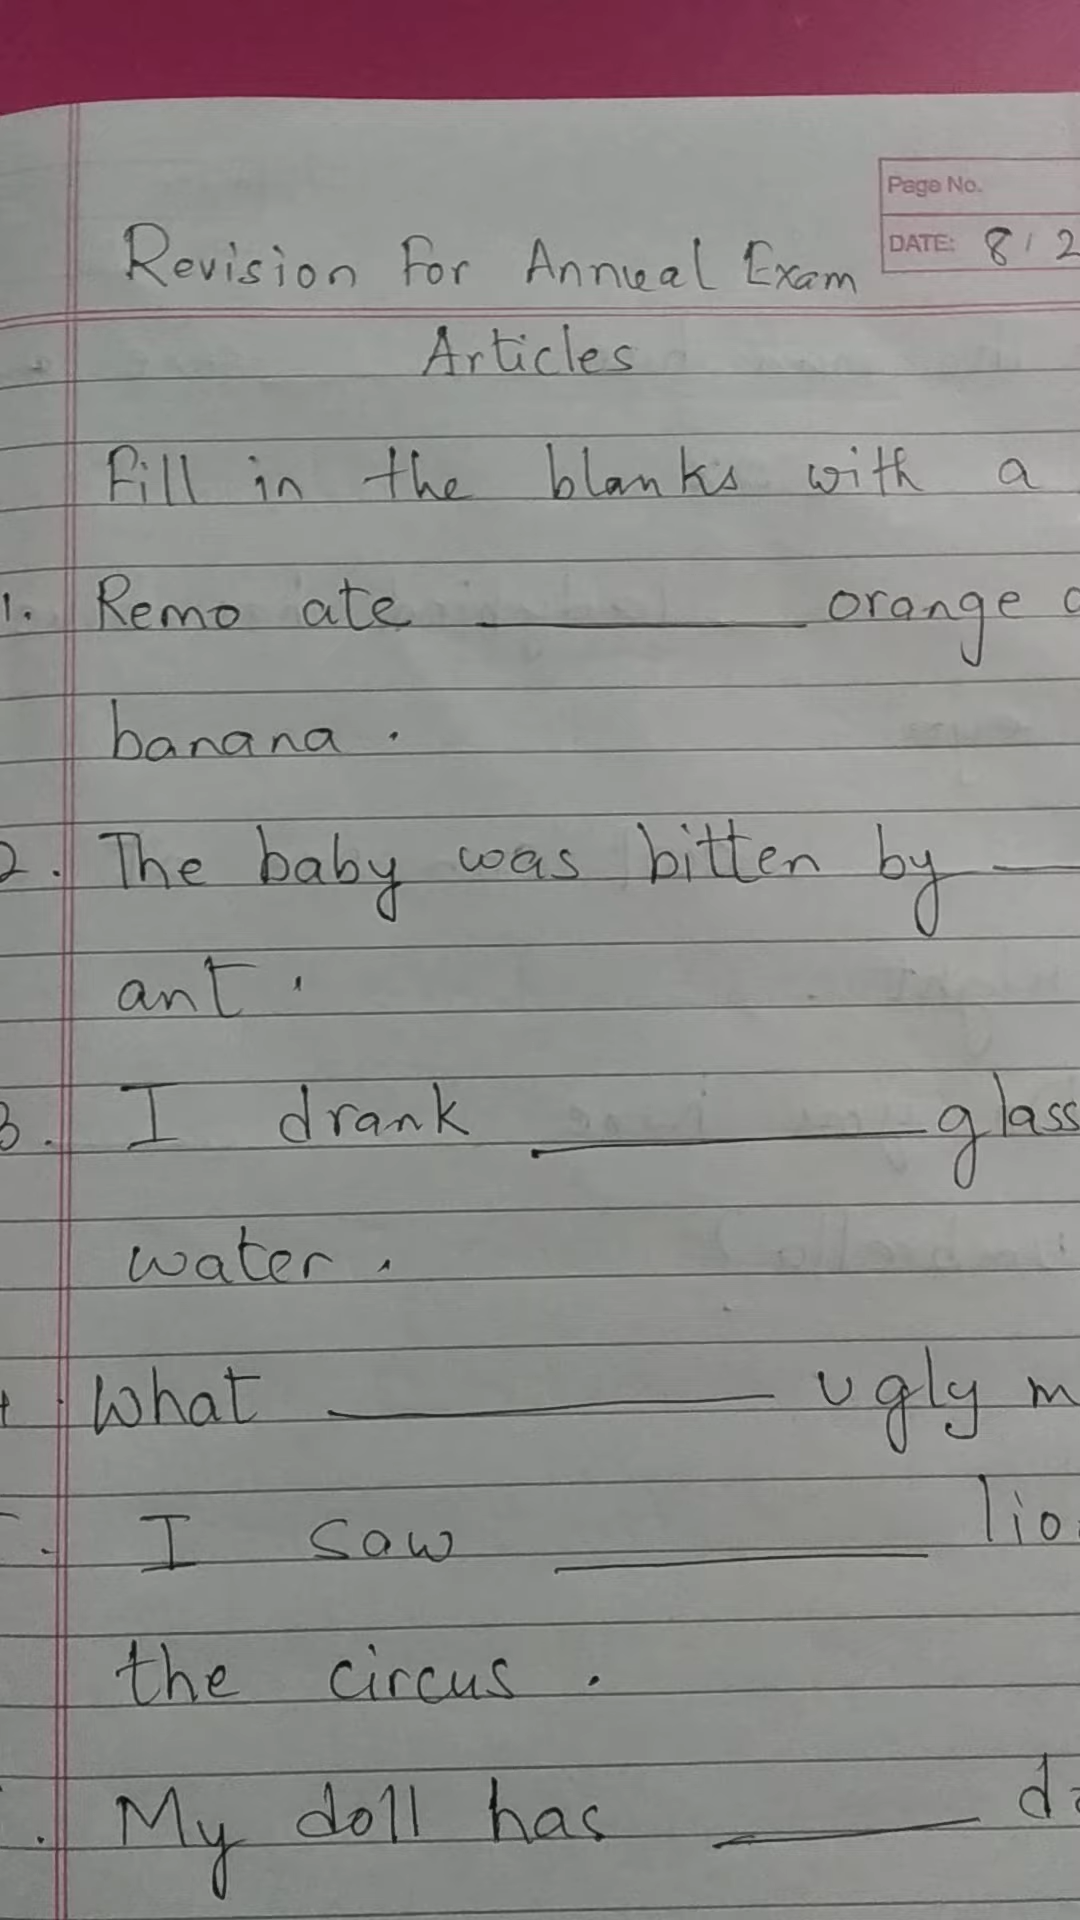 Page No.
DATE: 8/2
Revision For Annual Exam
Articles
Fill in the blanks with a
1. Remo ate ________ orange
banana.
2. The baby was bitten by ____
ant.
3. I drank ________ glass
water.
What ________ ugly
I saw ________
the circus.
My doll has ________